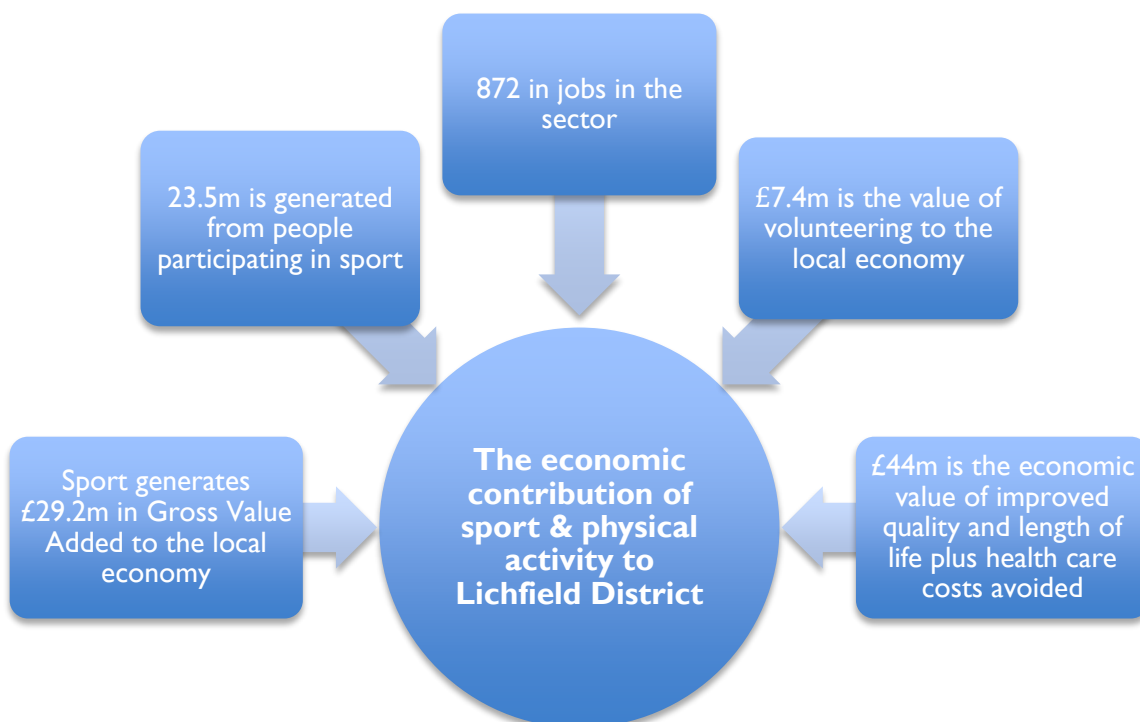 872 in jobs in the
sector
23.5m is generated
from people
participating in sport
£7.4m is the value of
volunteering to the
local economy
Sport generates
£29.2m in Gross Value
Added to the local
economy
The economic
contribution of
sport & physical
activity to
Lichfield District
£44m is the economic
value of improved
quality and length of
life plus health care
costs avoided